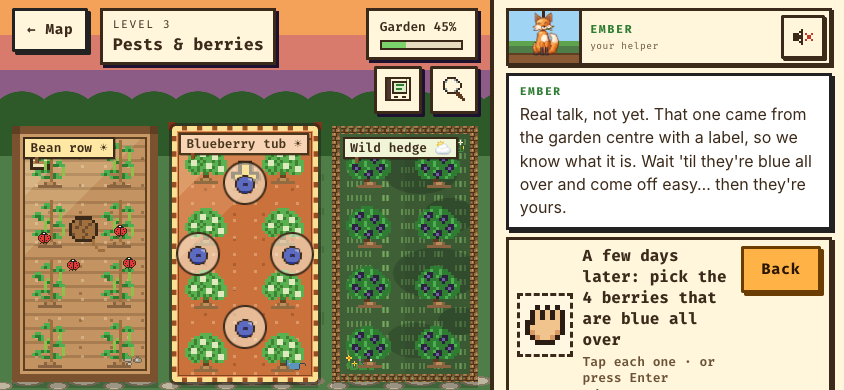 ← Map
LEVEL 3
Pests & berries
Garden 45%
Bean row ☀
Blueberry tub ☀
Wild hedge ⛅
EMBER
your helper
EMBER
Real talk, not yet. That one came from
the garden centre with a label, so we
know what it is. Wait 'til they're blue all
over and come off easy... then they're
yours.
A few days
later: pick the
4 berries that
are blue all
over
Back
Tap each one · or
press Enter